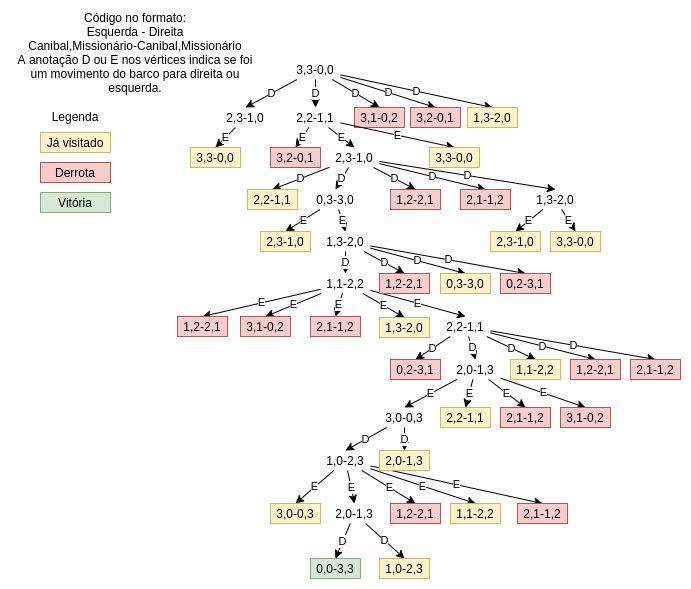 Código no formato:
Esquerda - Direita
Canibal,Missionário-Canibal,Missionário
A anotação D ou E nos vértices indica se foi
um movimento do barco para direita ou
esquerda.
Legenda
Já visitado
Derrota
Vitória
3,3-0,0
D D D D D
2,3-1,0 2,2-1,1 3,1-0,2 3,2-0,1 1,3-2,0
E E E E
3,3-0,0 3,2-0,1 2,3-1,0 3,3-0,0
D D D D D
2,2-1,1 0,3-3,0 1,2-2,1 2,1-1,2 1,3-2,0
E E E E
2,3-1,0 1,3-2,0 2,3-1,0 3,3-0,0
D D D D
1,1-2,2 1,2-2,1 0,3-3,0 0,2-3,1
E E E E E
1,2-2,1 3,1-0,2 2,1-1,2 1,3-2,0 2,2-1,1
D D D D D D
0,2-3,1 2,0-1,3 1,1-2,2 1,2-2,1 2,1-1,2
E E E E
3,0-0,3 2,2-1,1 2,1-1,2 3,1-0,2
D D
1,0-2,3 2,0-1,3
E E E E E
3,0-0,3 2,0-1,3 1,2-2,1 1,1-2,2 2,1-1,2
D D
0,0-3,3 1,0-2,3